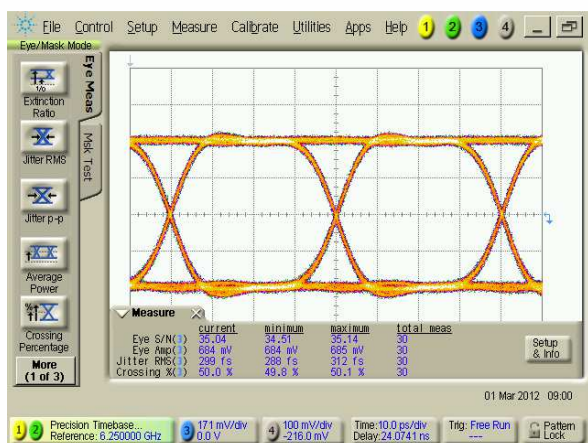 File Control Setup Measure Calibrate Utilities Apps Help 1 2 3 4
Eye/Mask Mode
Eye Meas
Msk Test
1/0
Extinction
Ratio
Jitter RMS
Jitter p-p
Average
Power
%
Crossing
Percentage
More
(1 of 3)
Measure
current minimum maximum total meas
Eye S/N(3) 35.04 34.51 35.14 30
Eye Amp(3) 684 mV 684 mV 685 mV 30
Jitter RMS(3) 299 fs 288 fs 312 fs 30
Crossing %(3) 50.0 % 49.8 % 50.1 % 30
Setup
& Info
01 Mar 2012 09:00
1 2 Precision Timebase...
Reference: 6.250000 GHz
3 171 mV/div
0.0 V
4 100 mV/div
-216.0 mV
Time:10.0 ps/div
Delay:24.0741 ns
Trig: Free Run
---
Pattern
Lock